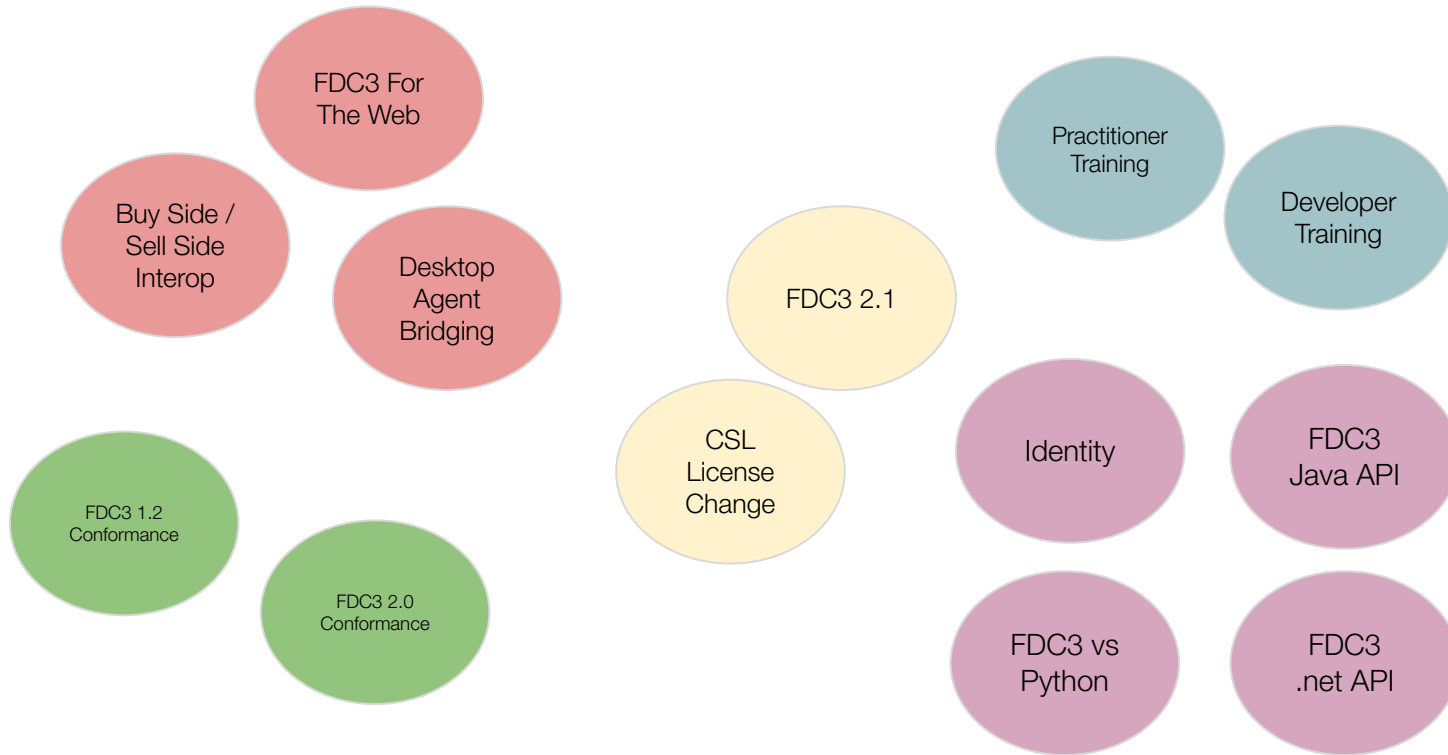 FDC3 For
The Web
Buy Side /
Sell Side
Interop
Desktop
Agent
Bridging
FDC3 1.2
Conformance
FDC3 2.0
Conformance
FDC3 2.1
CSL
License
Change
Practitioner
Training
Developer
Training
Identity
FDC3
Java API
FDC3 vs
Python
FDC3
.net API